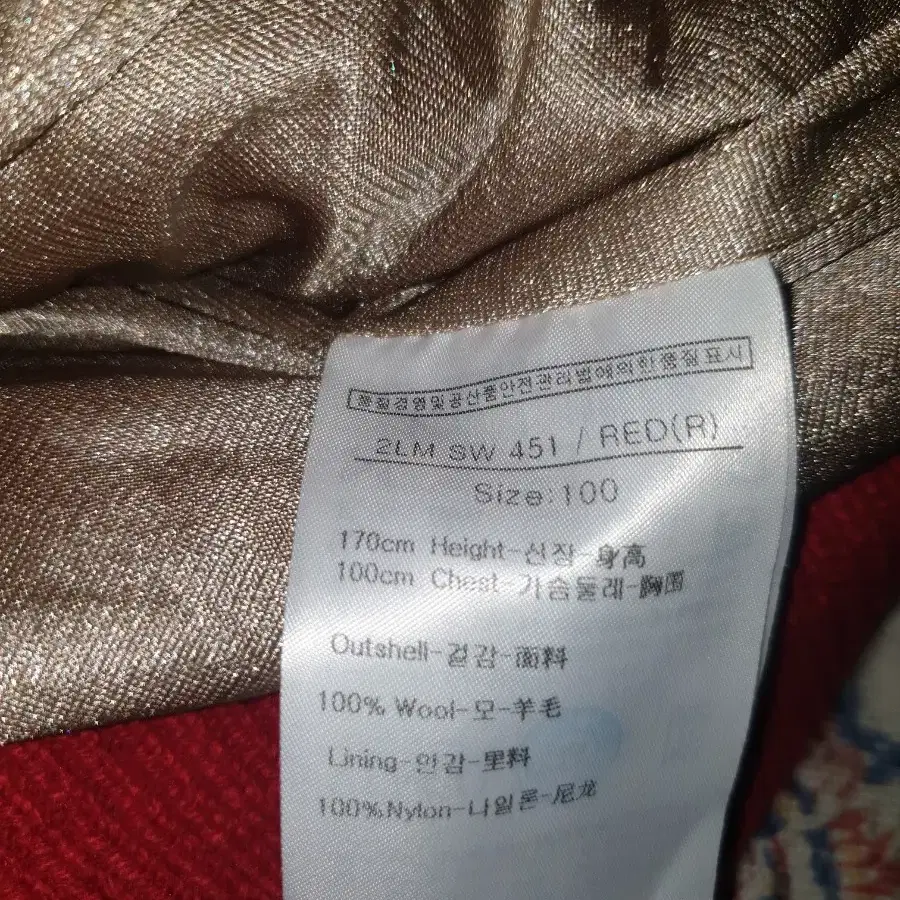 품질경영및공산품안전관리법에의한품질표시
2LM SW 451 / RED(R)
Size:100
170cm Height-신장-身高
100cm Chest-가슴둘레-胸围
Outshell-겉감-面料
100% Wool-모-羊毛
Lining-안감-里料
100%Nylon-나일론-尼龙